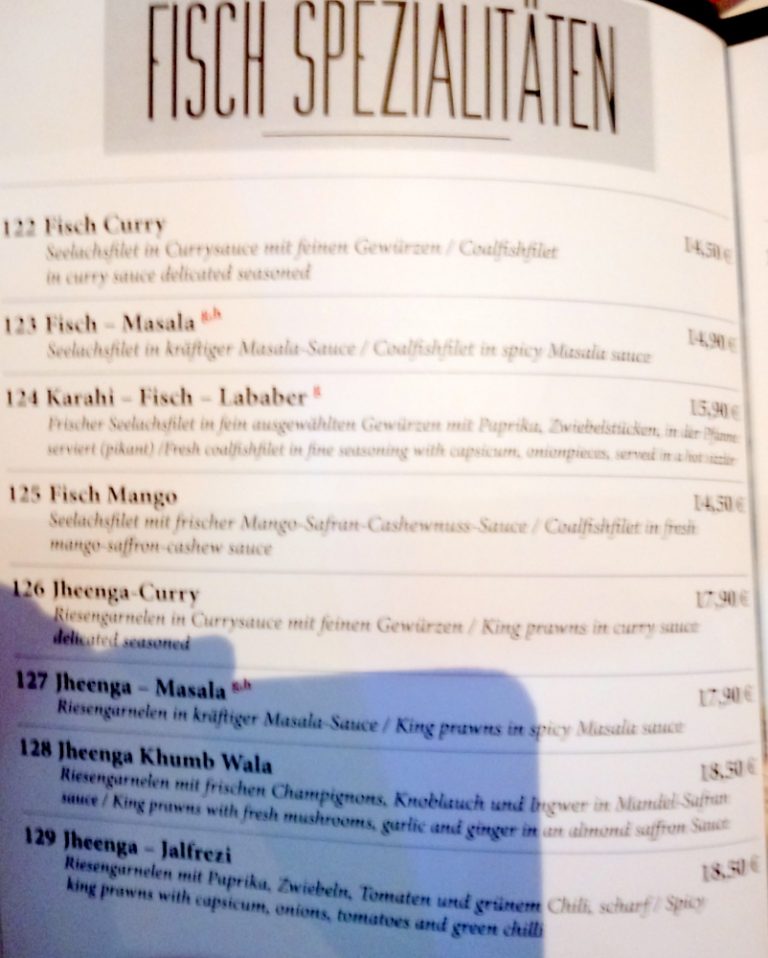 FISCH SPEZIALITÄTEN
122 Fisch Curry 14,50 €
Seelachsfilet in Currysauce mit feinen Gewürzen / Coalfishfilet
in curry sauce delicated seasoned
123 Fisch – Masala g,h 14,90 €
Seelachsfilet in kräftiger Masala-Sauce / Coalfishfilet in spicy Masala sauce
124 Karahi – Fisch – Lababer g 15,90 €
Frischer Seelachsfilet in fein ausgewählten Gewürzen mit Paprika, Zwiebelstücken, in der Pfanne
serviert (pikant) /Fresh coalfishfilet in fine seasoning with capsicum, onionpieces, served in a hot sizzler
125 Fisch Mango 14,50 €
Seelachsfilet mit frischer Mango-Safran-Cashewnuss-Sauce / Coalfishfilet in fresh
mango-saffron-cashew sauce
126 Jheenga-Curry 17,90 €
Riesengarnelen in Currysauce mit feinen Gewürzen / King prawns in curry sauce
delicated seasoned
127 Jheenga – Masala g,h 17,90 €
Riesengarnelen in kräftiger Masala-Sauce / King prawns in spicy Masala sauce
128 Jheenga Khumb Wala 18,50 €
Riesengarnelen mit frischen Champignons, Knoblauch und Ingwer in Mandel-Safran
sauce / King prawns with fresh mushrooms, garlic and ginger in an almond saffron Sauce
129 Jheenga – Jalfrezi 18,50 €
Riesengarnelen mit Paprika, Zwiebeln, Tomaten und grünem Chili, scharf / Spicy
king prawns with capsicum, onions, tomatoes and green chilli